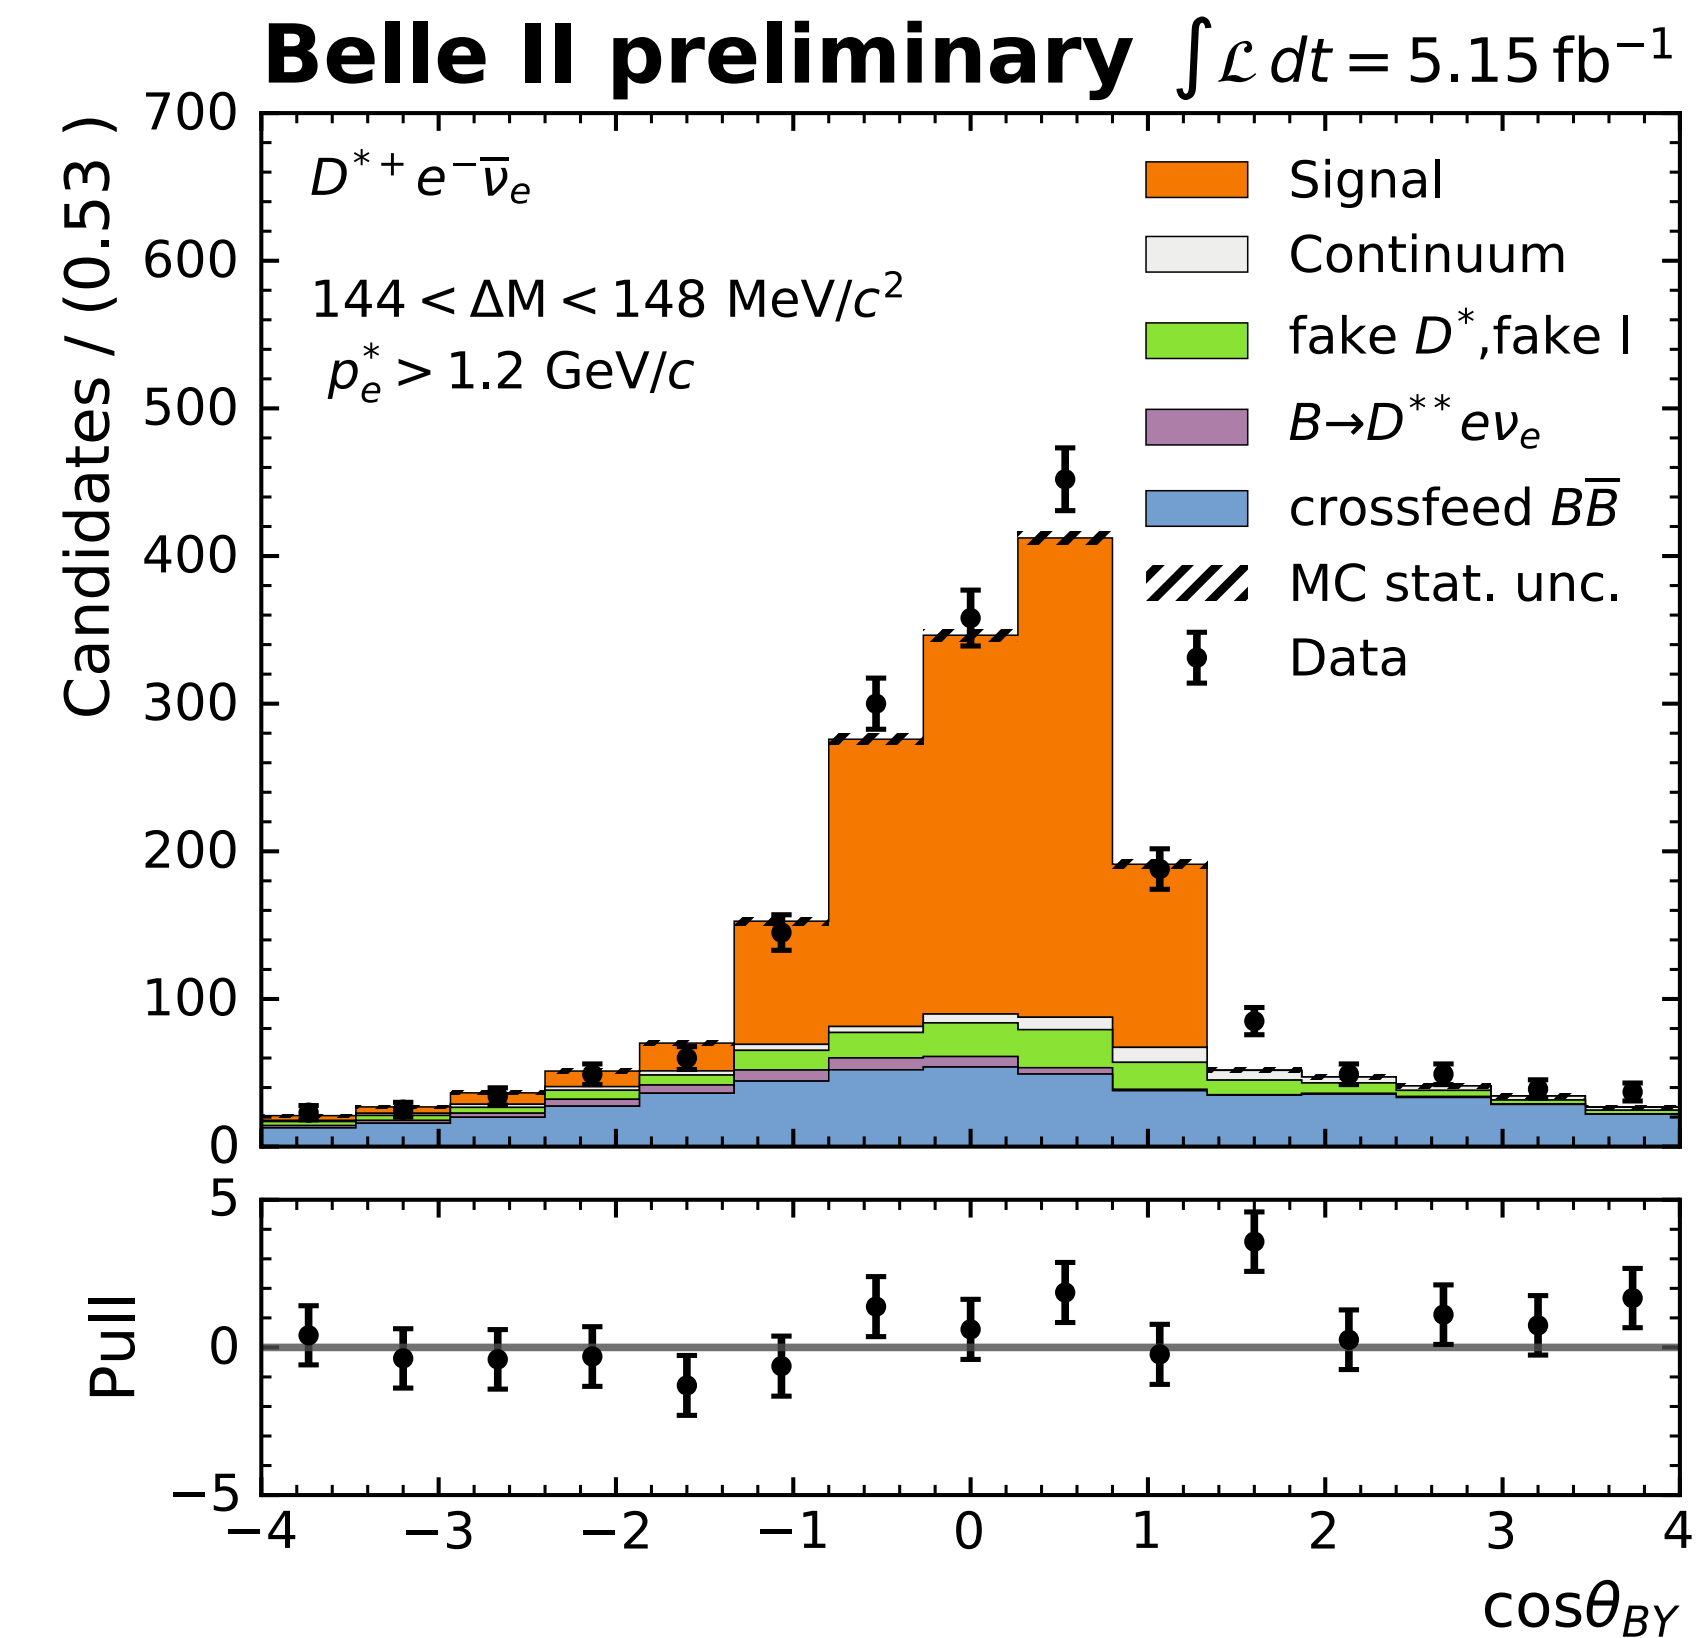 Belle II preliminary ∫ℒ dt = 5.15 fb⁻¹
Candidates / (0.53 )
700
600
500
400
300
200
100
0
D*⁺e⁻ν̅ₑ
144 < ΔM < 148 MeV/c²
pₑ* > 1.2 GeV/c
Signal
Continuum
fake D*,fake l
B→D**eνₑ
crossfeed BB̅
MC stat. unc.
Data
Pull
5
0
−5
−4 −3 −2 −1 0 1 2 3 4
cosθ_BY